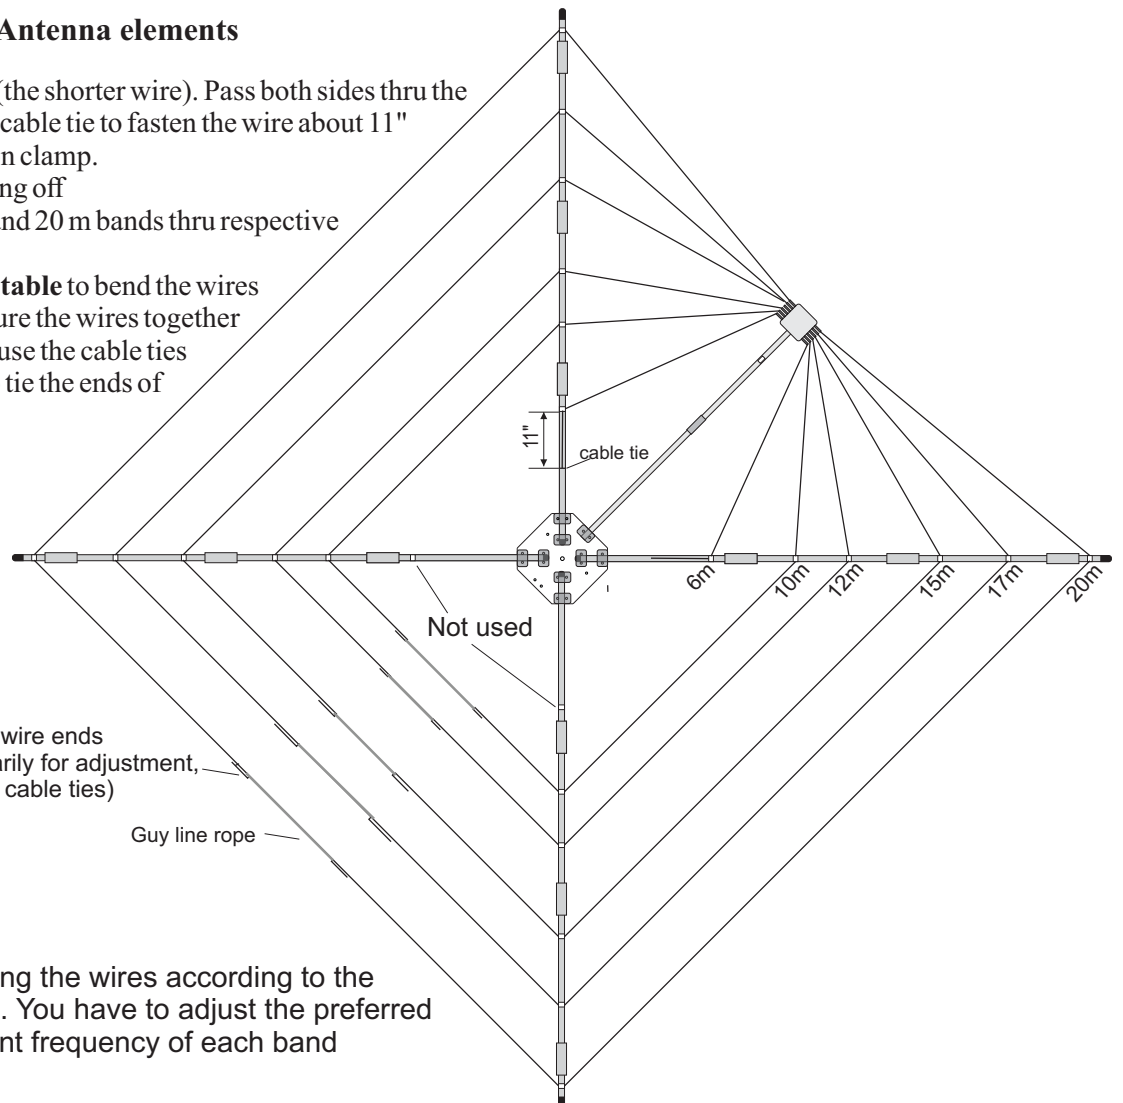 Antenna elements
(the shorter wire). Pass both sides thru the
cable tie to fasten the wire about 11"
n clamp.
ng off
nd 20 m bands thru respective
table to bend the wires
ure the wires together
use the cable ties
tie the ends of
11"
cable tie
6m
10m
12m
15m
17m
20m
Not used
wire ends
arily for adjustment,
cable ties)
Guy line rope
ng the wires according to the
. You have to adjust the preferred
nt frequency of each band